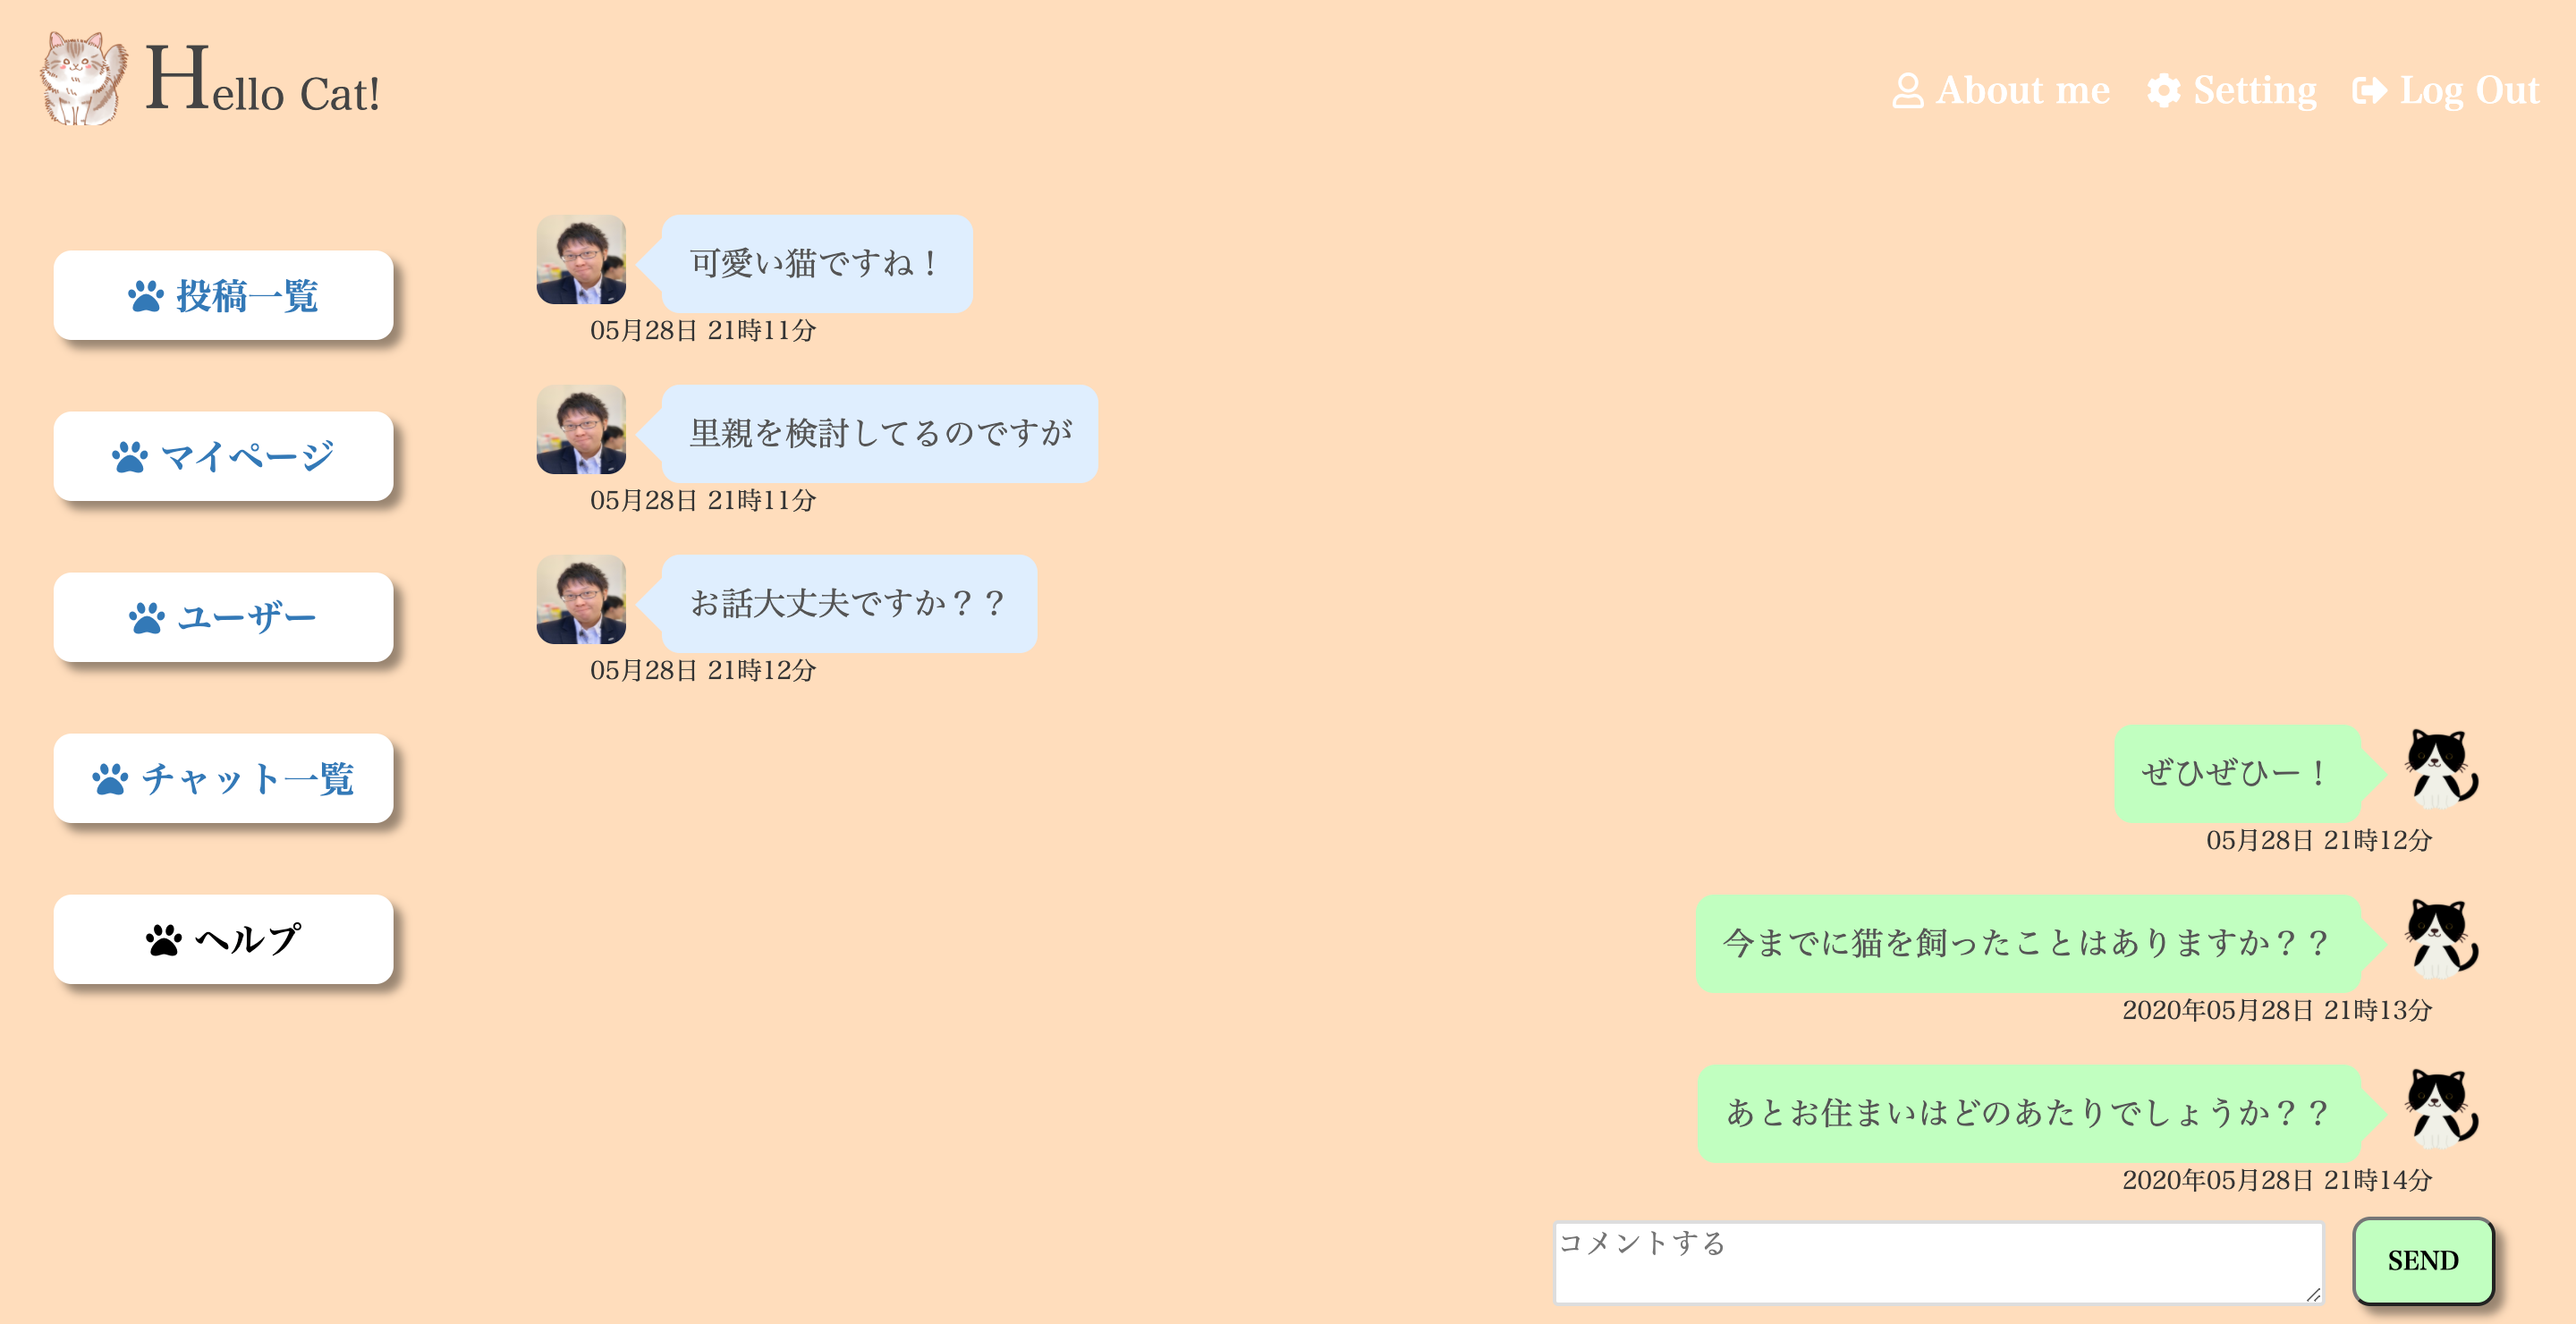 Hello Cat!
About me
Setting
Log Out
投稿一覧
マイページ
ユーザー
チャット一覧
ヘルプ
可愛い猫ですね！
05月28日 21時11分
里親を検討してるのですが
05月28日 21時11分
お話大丈夫ですか？？
05月28日 21時12分
ぜひぜひー！
05月28日 21時12分
今までに猫を飼ったことはありますか？？
2020年05月28日 21時13分
あとお住まいはどのあたりでしょうか？？
2020年05月28日 21時14分
コメントする
SEND